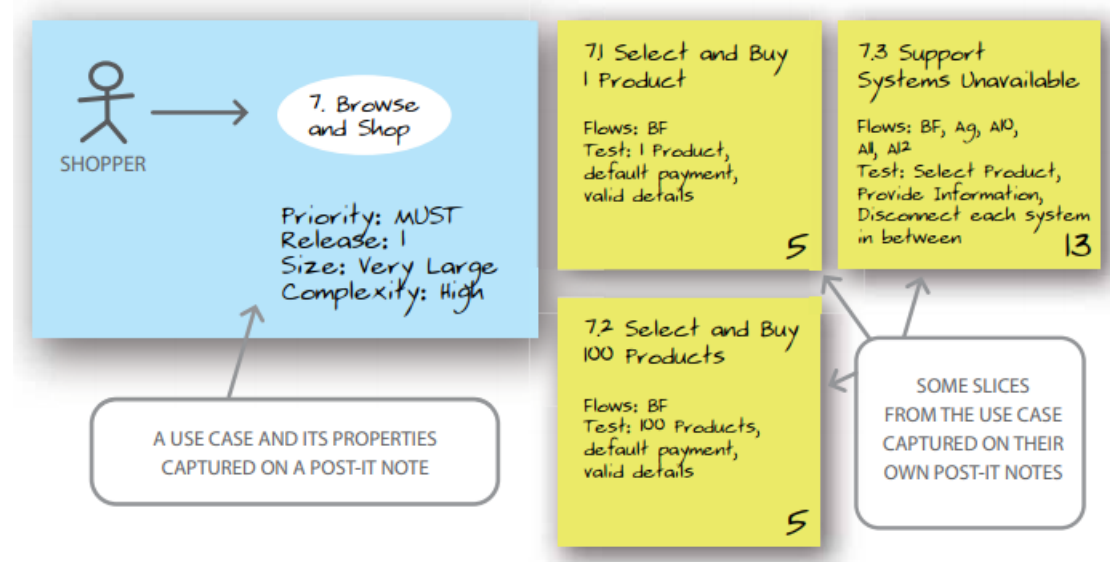 SHOPPER
7. Browse
and Shop
Priority: MUST
Release: 1
Size: Very Large
Complexity: High
A USE CASE AND ITS PROPERTIES
CAPTURED ON A POST-IT NOTE
7.1 Select and Buy
1 Product
Flows: BF
Test: 1 Product,
default payment,
valid details
5
7.3 Support
Systems Unavailable
Flows: BF, A9, A10,
A11, A12
Test: Select Product,
Provide Information,
Disconnect each system
in between
13
7.2 Select and Buy
100 Products
Flows: BF
Test: 100 Products,
default payment,
valid details
5
SOME SLICES
FROM THE USE CASE
CAPTURED ON THEIR
OWN POST-IT NOTES